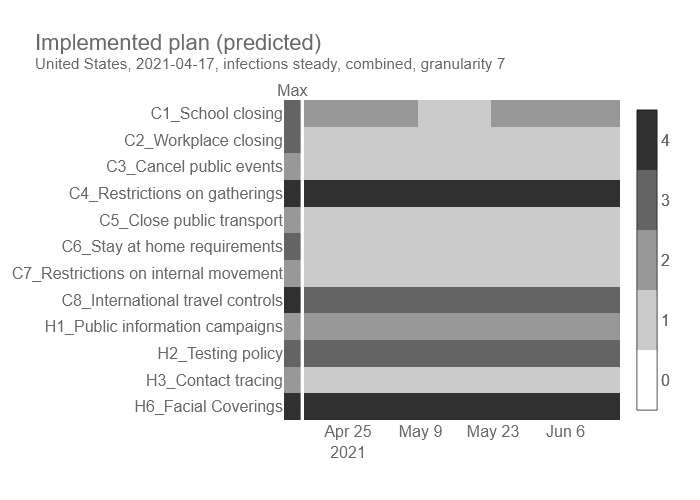 Implemented plan (predicted)
United States, 2021-04-17, infections steady, combined, granularity 7
Max
C1_School closing
C2_Workplace closing
C3_Cancel public events
C4_Restrictions on gatherings
C5_Close public transport
C6_Stay at home requirements
C7_Restrictions on internal movement
C8_International travel controls
H1_Public information campaigns
H2_Testing policy
H3_Contact tracing
H6_Facial Coverings
4
3
2
1
0
Apr 25 May 9 May 23 Jun 6
2021